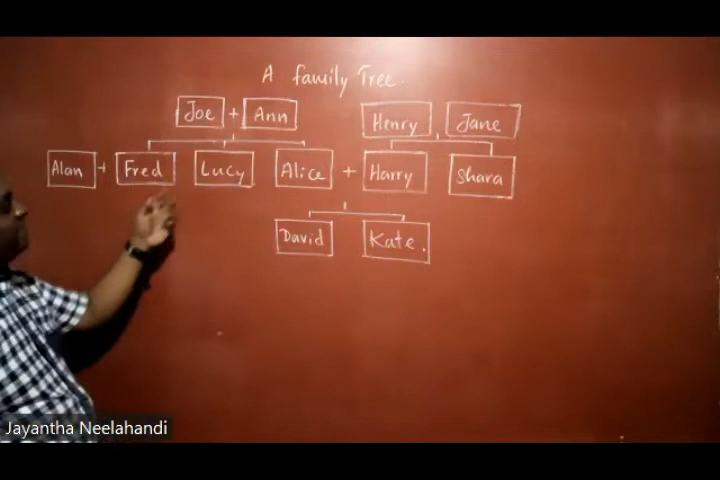 A family Tree.
Joe + Ann Henry Jane
Alan + Fred Lucy Alice + Harry Shara
David Kate.
Jayantha Neelahandi